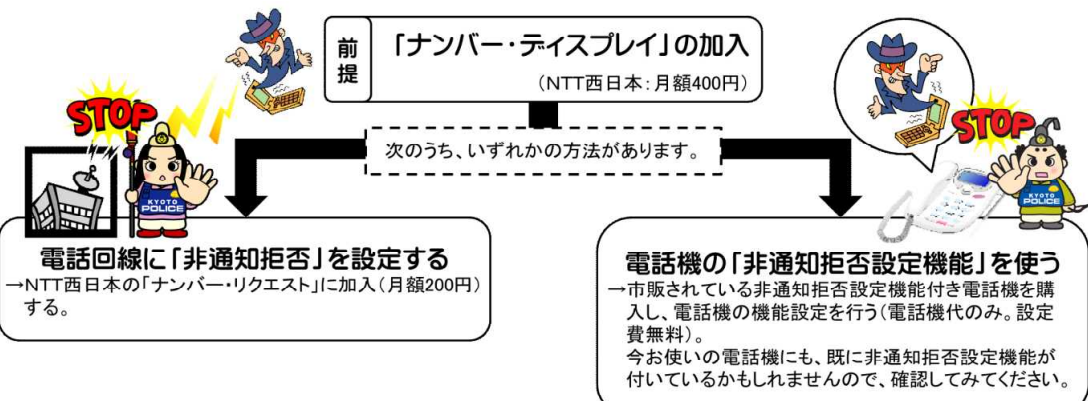 前提
「ナンバー・ディスプレイ」の加入
(NTT西日本:月額400円)
次のうち、いずれかの方法があります。
STOP
KYOTO
POLICE
電話回線に「非通知拒否」を設定する
→NTT西日本の「ナンバー・リクエスト」に加入(月額200円)
する。
STOP
KYOTO
POLICE
電話機の「非通知拒否設定機能」を使う
→市販されている非通知拒否設定機能付き電話機を購
入し、電話機の機能設定を行う(電話機代のみ。設定
費無料)。
今お使いの電話機にも、既に非通知拒否設定機能が
付いているかもしれませんので、確認してみてください。